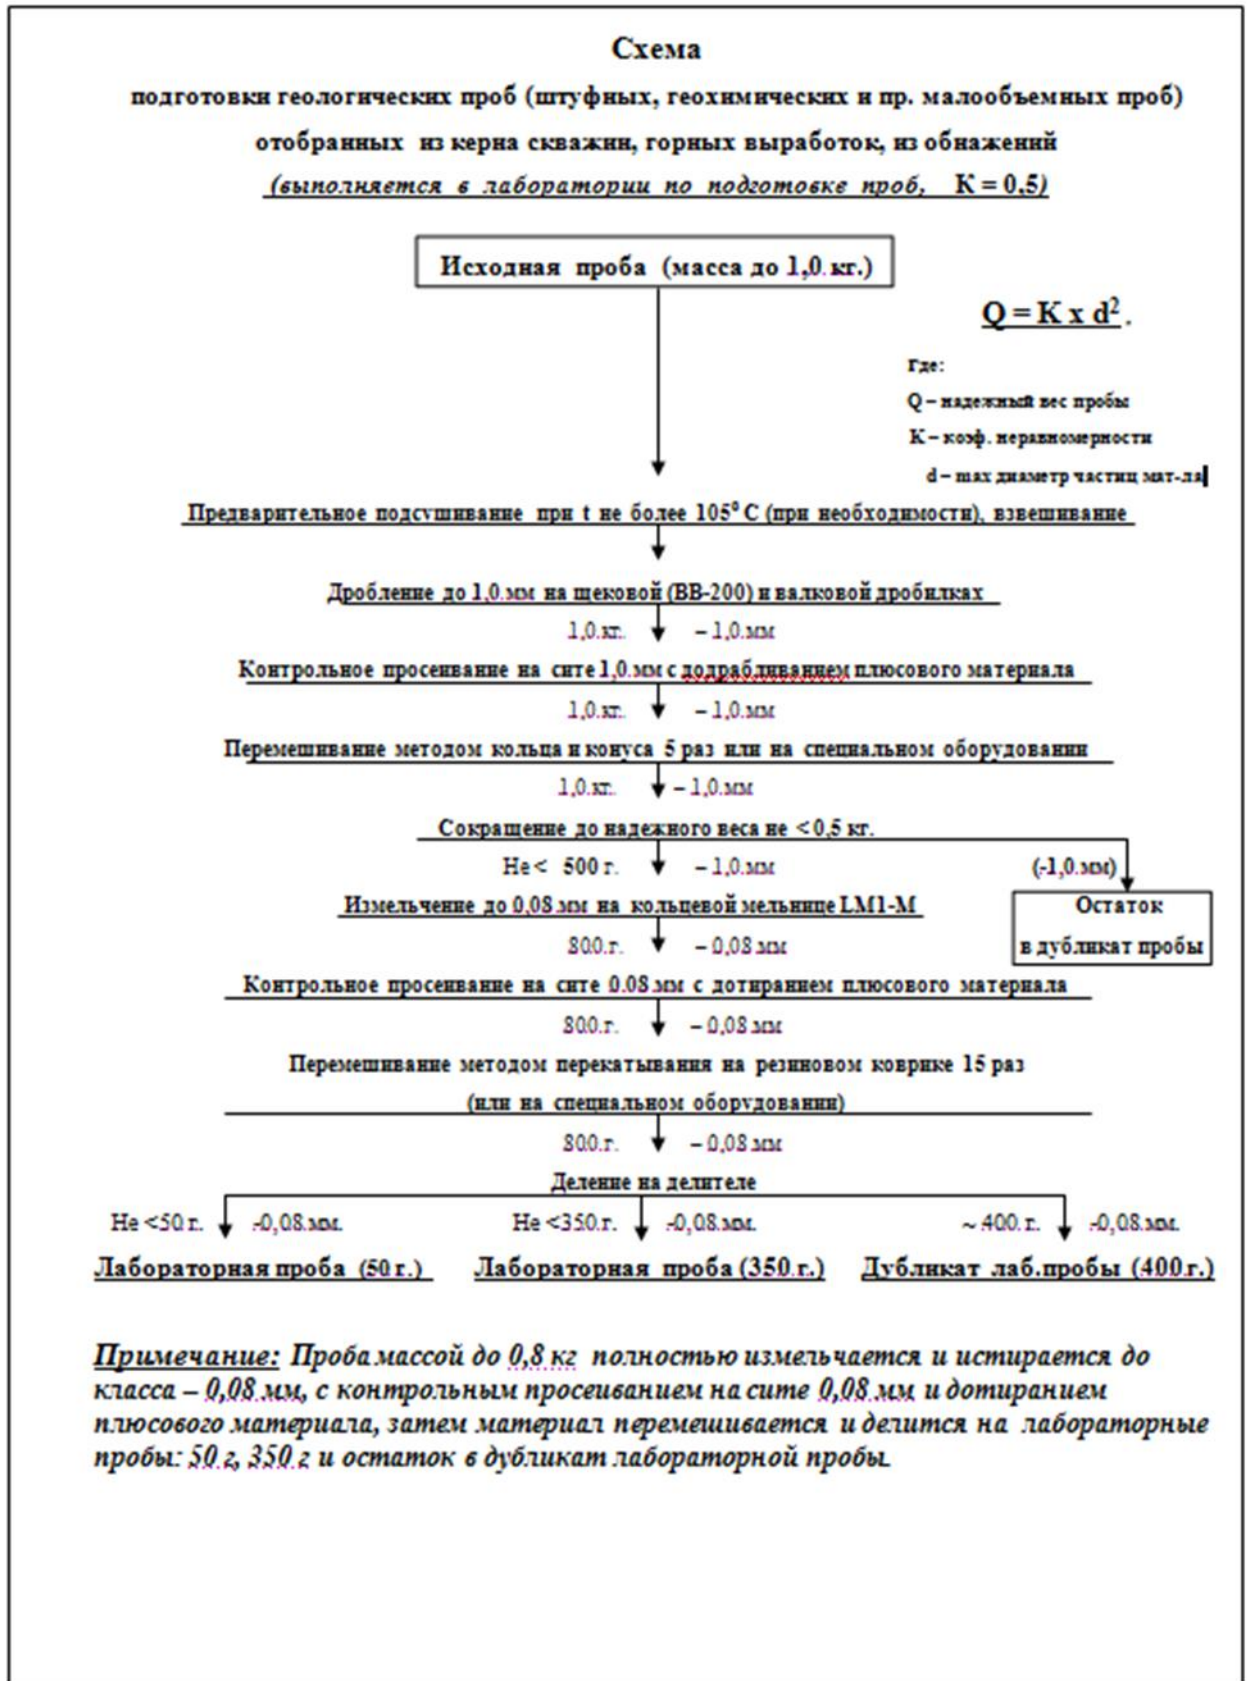 Схема
подготовки геологических проб (штуфных, геохимических и пр. малообъемных проб)
отобранных из керна скважин, горных выработок, из обнажений
(выполняется в лаборатории по подготовке проб, К = 0,5)
Исходная проба (масса до 1,0 кг.)
Q = K x d².
Где:
Q – надежный вес пробы
К – коэф. неравномерности
d – max диаметр частиц мат-ла
Предварительное подсушивание при t не более 105⁰ С (при необходимости), взвешивание
Дробление до 1,0 мм на щековой (ВВ-200) и валковой дробилках
1,0 кг. – 1,0 мм
Контрольное просеивание на сите 1,0 мм с додрабливанием плюсового материала
1,0 кг. – 1,0 мм
Перемешивание методом кольца и конуса 5 раз или на специальном оборудовании
1,0 кг. – 1,0 мм
Сокращение до надежного веса не < 0,5 кг.
Не < 500 г. – 1,0 мм (-1,0 мм)
Измельчение до 0,08 мм на кольцевой мельнице LM1-M
Остаток
в дубликат пробы
800 г. – 0,08 мм
Контрольное просеивание на сите 0.08 мм с дотиранием плюсового материала
800 г. – 0,08 мм
Перемешивание методом перекатывания на резиновом коврике 15 раз
(или на специальном оборудовании)
800 г. – 0,08 мм
Деление на делителе
Не <50 г. -0,08 мм. Не <350 г. -0,08 мм. ~ 400 г. -0,08 мм.
Лабораторная проба (50 г.) Лабораторная проба (350 г.) Дубликат лаб.пробы (400 г.)
Примечание: Проба массой до 0,8 кг полностью измельчается и истирается до
класса – 0,08 мм, с контрольным просеиванием на сите 0,08 мм и дотиранием
плюсового материала, затем материал перемешивается и делится на лабораторные
пробы: 50 г, 350 г и остаток в дубликат лабораторной пробы.